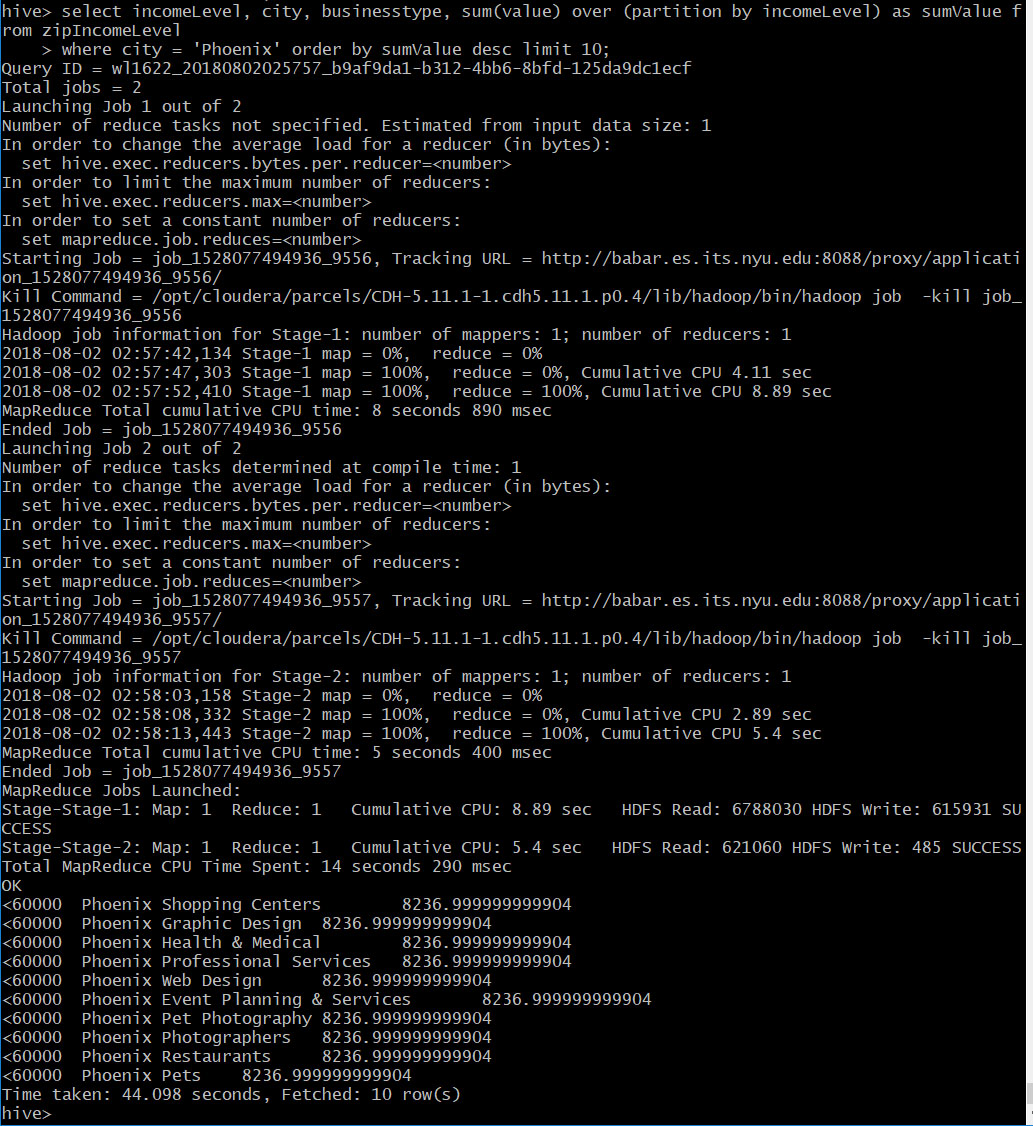 hive> select incomeLevel, city, businesstype, sum(value) over (partition by incomeLevel) as sumValue f
rom zipIncomeLevel
    > where city = 'Phoenix' order by sumValue desc limit 10;
Query ID = wl1622_20180802025757_b9af9da1-b312-4bb6-8bfd-125da9dc1ecf
Total jobs = 2
Launching Job 1 out of 2
Number of reduce tasks not specified. Estimated from input data size: 1
In order to change the average load for a reducer (in bytes):
  set hive.exec.reducers.bytes.per.reducer=<number>
In order to limit the maximum number of reducers:
  set hive.exec.reducers.max=<number>
In order to set a constant number of reducers:
  set mapreduce.job.reduces=<number>
Starting Job = job_1528077494936_9556, Tracking URL = http://babar.es.its.nyu.edu:8088/proxy/applicati
on_1528077494936_9556/
Kill Command = /opt/cloudera/parcels/CDH-5.11.1-1.cdh5.11.1.p0.4/lib/hadoop/bin/hadoop job  -kill job_
1528077494936_9556
Hadoop job information for Stage-1: number of mappers: 1; number of reducers: 1
2018-08-02 02:57:42,134 Stage-1 map = 0%,  reduce = 0%
2018-08-02 02:57:47,303 Stage-1 map = 100%,  reduce = 0%, Cumulative CPU 4.11 sec
2018-08-02 02:57:52,410 Stage-1 map = 100%,  reduce = 100%, Cumulative CPU 8.89 sec
MapReduce Total cumulative CPU time: 8 seconds 890 msec
Ended Job = job_1528077494936_9556
Launching Job 2 out of 2
Number of reduce tasks determined at compile time: 1
In order to change the average load for a reducer (in bytes):
  set hive.exec.reducers.bytes.per.reducer=<number>
In order to limit the maximum number of reducers:
  set hive.exec.reducers.max=<number>
In order to set a constant number of reducers:
  set mapreduce.job.reduces=<number>
Starting Job = job_1528077494936_9557, Tracking URL = http://babar.es.its.nyu.edu:8088/proxy/applicati
on_1528077494936_9557/
Kill Command = /opt/cloudera/parcels/CDH-5.11.1-1.cdh5.11.1.p0.4/lib/hadoop/bin/hadoop job  -kill job_
1528077494936_9557
Hadoop job information for Stage-2: number of mappers: 1; number of reducers: 1
2018-08-02 02:58:03,158 Stage-2 map = 0%,  reduce = 0%
2018-08-02 02:58:08,332 Stage-2 map = 100%,  reduce = 0%, Cumulative CPU 2.89 sec
2018-08-02 02:58:13,443 Stage-2 map = 100%,  reduce = 100%, Cumulative CPU 5.4 sec
MapReduce Total cumulative CPU time: 5 seconds 400 msec
Ended Job = job_1528077494936_9557
MapReduce Jobs Launched:
Stage-Stage-1: Map: 1  Reduce: 1   Cumulative CPU: 8.89 sec   HDFS Read: 6788030 HDFS Write: 615931 SU
CCESS
Stage-Stage-2: Map: 1  Reduce: 1   Cumulative CPU: 5.4 sec   HDFS Read: 621060 HDFS Write: 485 SUCCESS
Total MapReduce CPU Time Spent: 14 seconds 290 msec
OK
<60000  Phoenix Shopping Centers        8236.999999999904
<60000  Phoenix Graphic Design  8236.999999999904
<60000  Phoenix Health & Medical        8236.999999999904
<60000  Phoenix Professional Services   8236.999999999904
<60000  Phoenix Web Design      8236.999999999904
<60000  Phoenix Event Planning & Services       8236.999999999904
<60000  Phoenix Pet Photography 8236.999999999904
<60000  Phoenix Photographers   8236.999999999904
<60000  Phoenix Restaurants     8236.999999999904
<60000  Phoenix Pets    8236.999999999904
Time taken: 44.098 seconds, Fetched: 10 row(s)
hive>